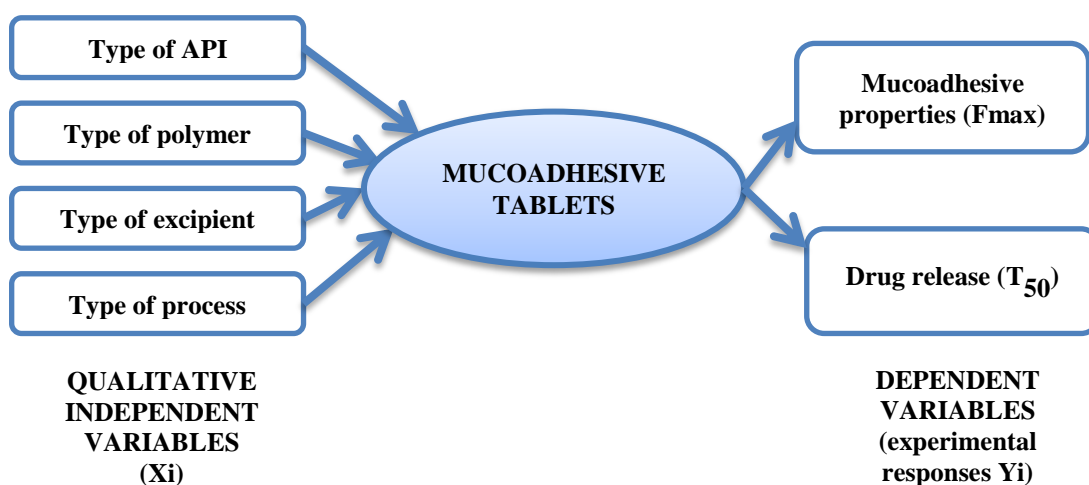 Type of API
Type of polymer
Type of excipient
Type of process
QUALITATIVE
INDEPENDENT
VARIABLES
(Xi)
MUCOADHESIVE
TABLETS
Mucoadhesive
properties (Fmax)
Drug release (T50)
DEPENDENT
VARIABLES
(experimental
responses Yi)